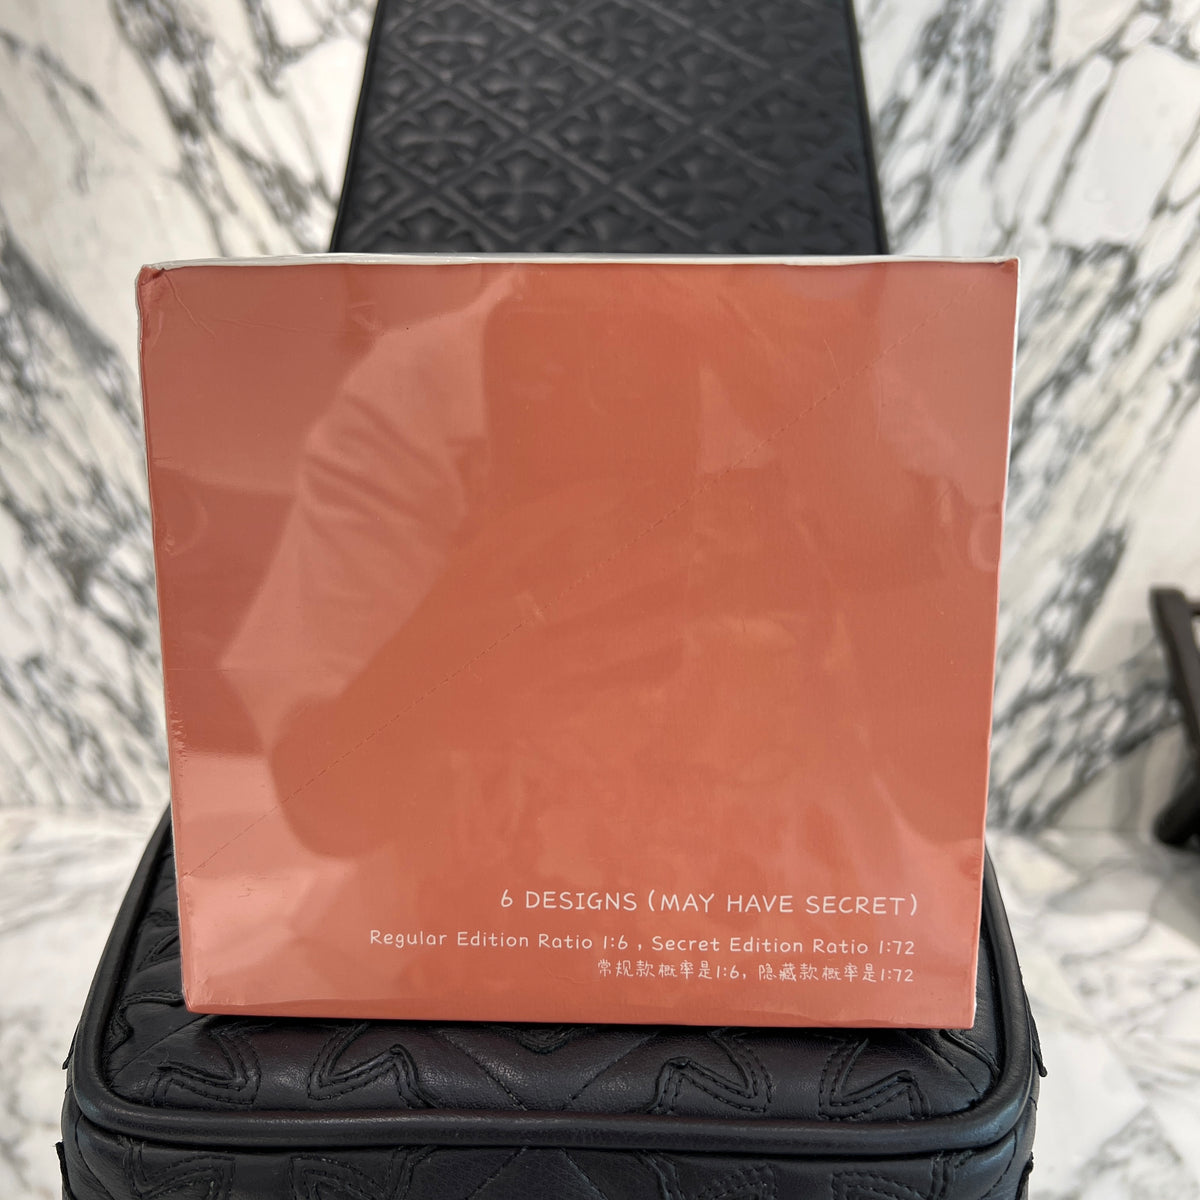 6 DESIGNS (MAY HAVE SECRET)
Regular Edition Ratio 1:6 , Secret Edition Ratio 1:72
常规款概率是1:6, 隐藏款概率是1:72